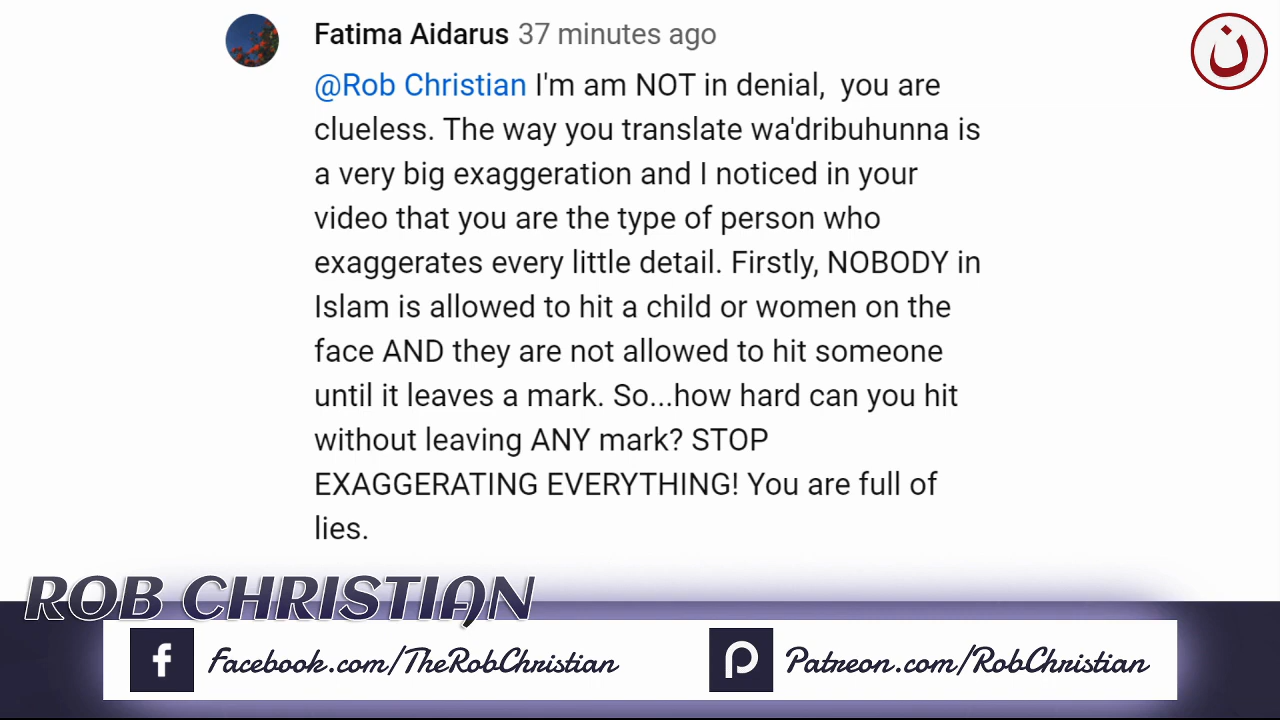 Fatima Aidarus 37 minutes ago
@Rob Christian I'm am NOT in denial, you are
clueless. The way you translate wa'dribuhunna is
a very big exaggeration and I noticed in your
video that you are the type of person who
exaggerates every little detail. Firstly, NOBODY in
Islam is allowed to hit a child or women on the
face AND they are not allowed to hit someone
until it leaves a mark. So...how hard can you hit
without leaving ANY mark? STOP
EXAGGERATING EVERYTHING! You are full of
lies.
ن
ROB CHRISTIAN
f Facebook.com/TheRobChristian
Patreon.com/RobChristian